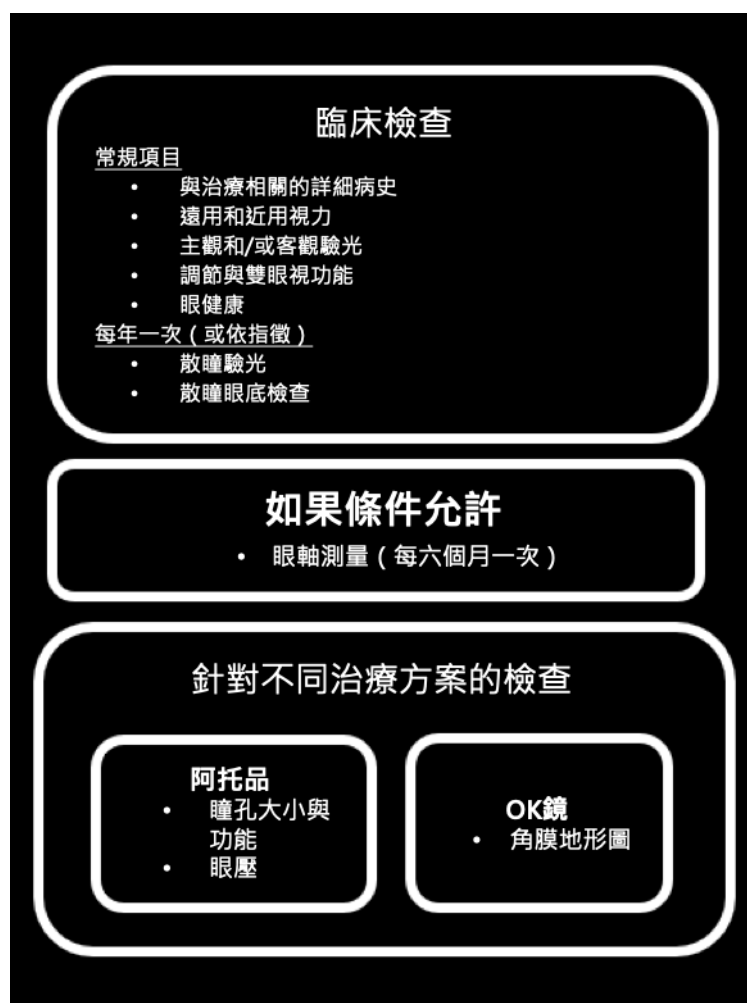 臨床檢查
常規項目
• 與治療相關的詳細病史
• 遠用和近用視力
• 主觀和/或客觀驗光
• 調節與雙眼視功能
• 眼健康
每年一次（或依指徵）
• 散瞳驗光
• 散瞳眼底檢查
如果條件允許
• 眼軸測量（每六個月一次）
針對不同治療方案的檢查
阿托品
• 瞳孔大小與
功能
• 眼壓
OK鏡
• 角膜地形圖